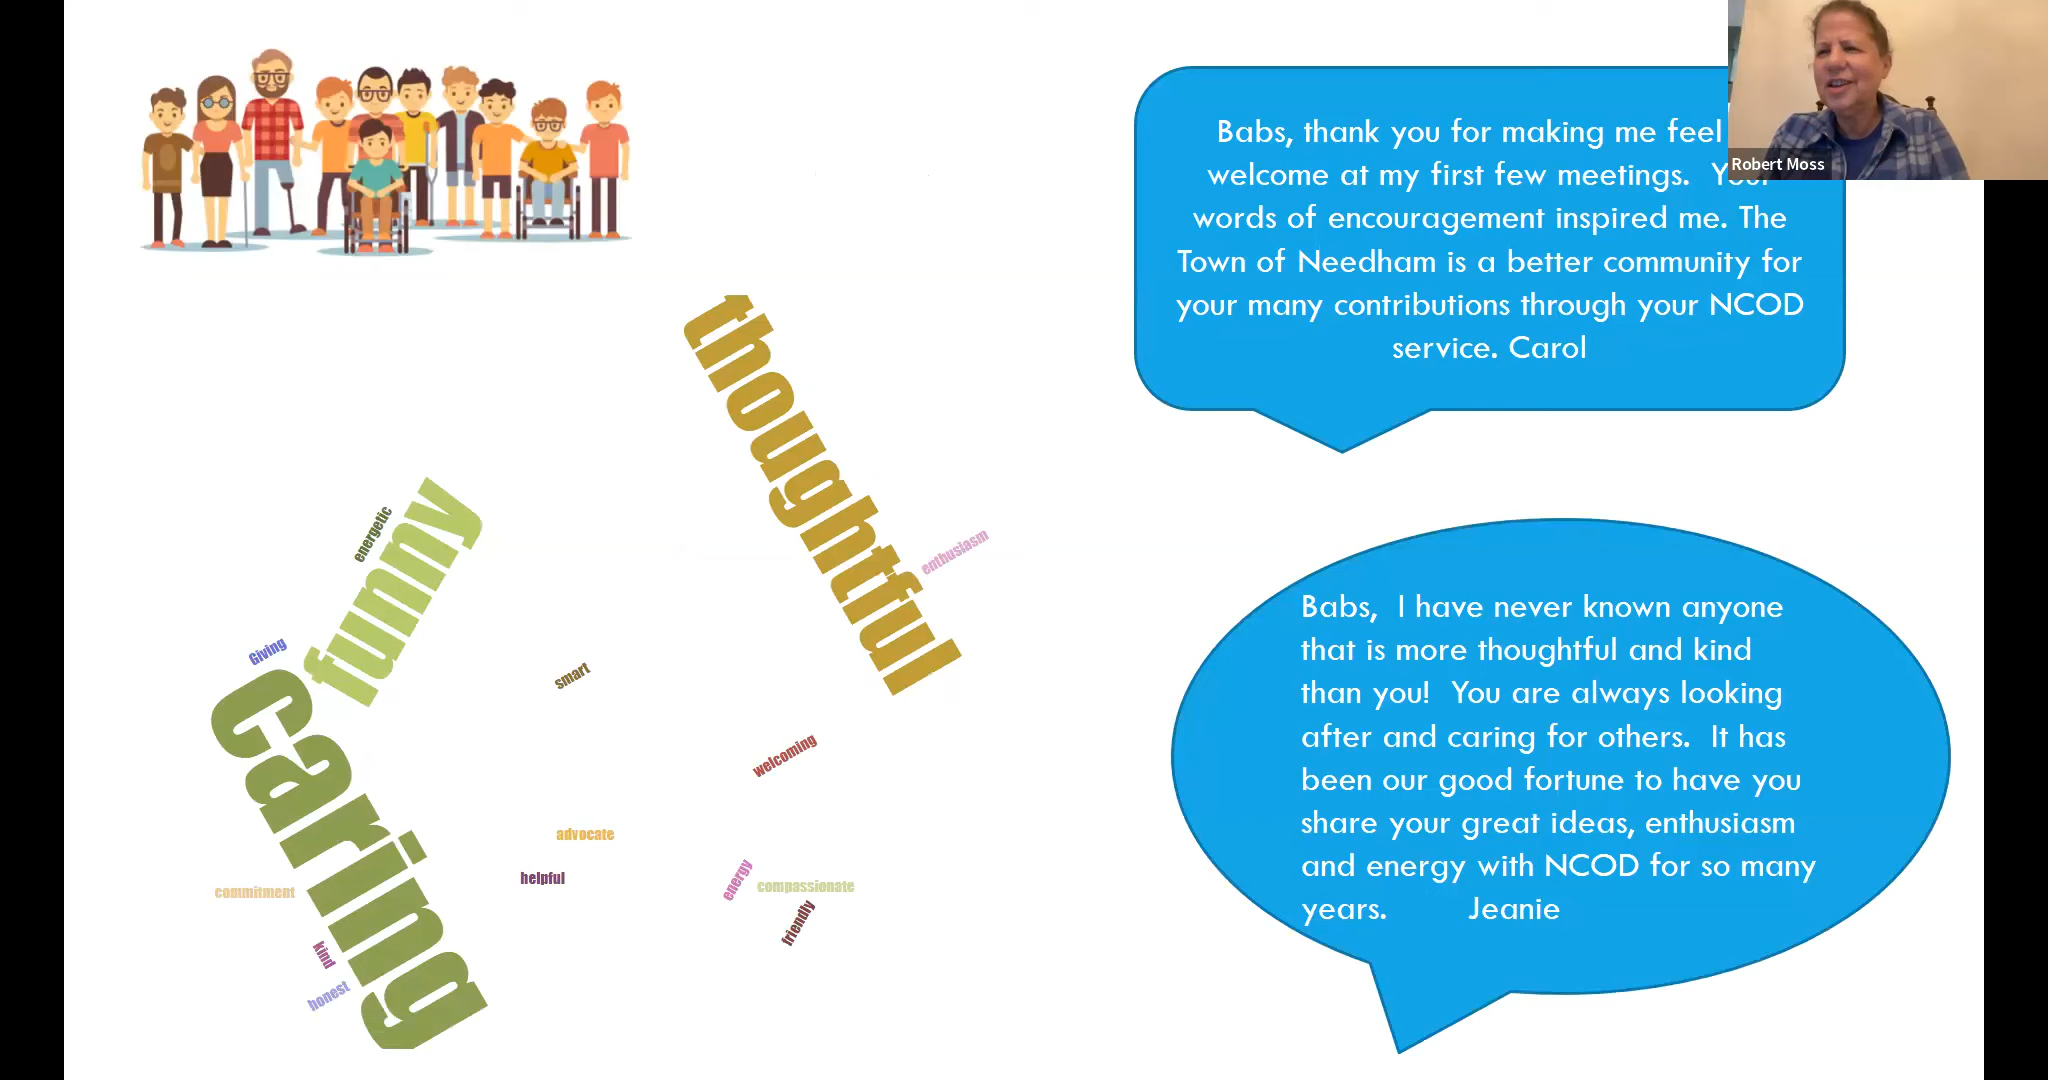 Babs, thank you for making me feel
welcome at my first few meetings. Your
words of encouragement inspired me. The
Town of Needham is a better community for
your many contributions through your NCOD
service. Carol
Robert Moss
thoughtful
funny
energetic
enthusiasm
Giving
caring
smart
welcoming
advocate
helpful
energy
compassionate
friendly
commitment
kind
honest
Babs, I have never known anyone
that is more thoughtful and kind
than you! You are always looking
after and caring for others. It has
been our good fortune to have you
share your great ideas, enthusiasm
and energy with NCOD for so many
years. Jeanie